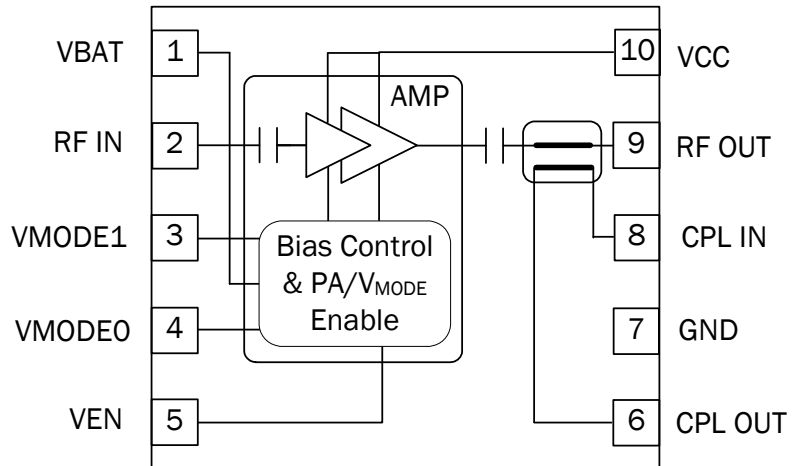 VBAT 1
RF IN 2
VMODE1 3
VMODE0 4
VEN 5
AMP
Bias Control
& PA/VMODE
Enable
10 VCC
9 RF OUT
8 CPL IN
7 GND
6 CPL OUT